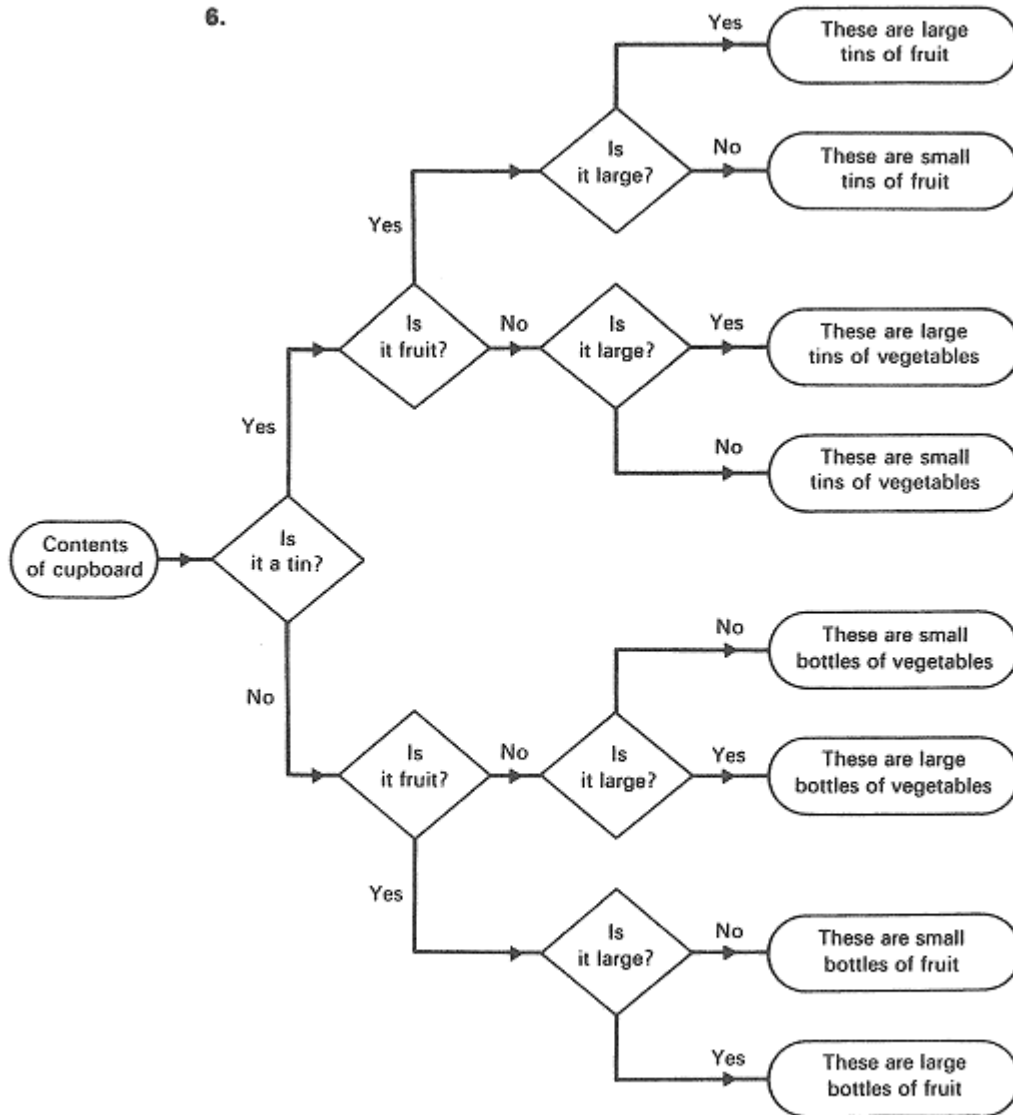 6.
Yes
These are large
tins of fruit
Is
it large?
No
These are small
tins of fruit
Yes
Is
it fruit?
No
Is
it large?
Yes
These are large
tins of vegetables
Yes
No
These are small
tins of vegetables
Contents
of cupboard
Is
it a tin?
No
These are small
bottles of vegetables
No
Is
it fruit?
No
Is
it large?
Yes
These are large
bottles of vegetables
Yes
Is
it large?
No
These are small
bottles of fruit
Yes
These are large
bottles of fruit